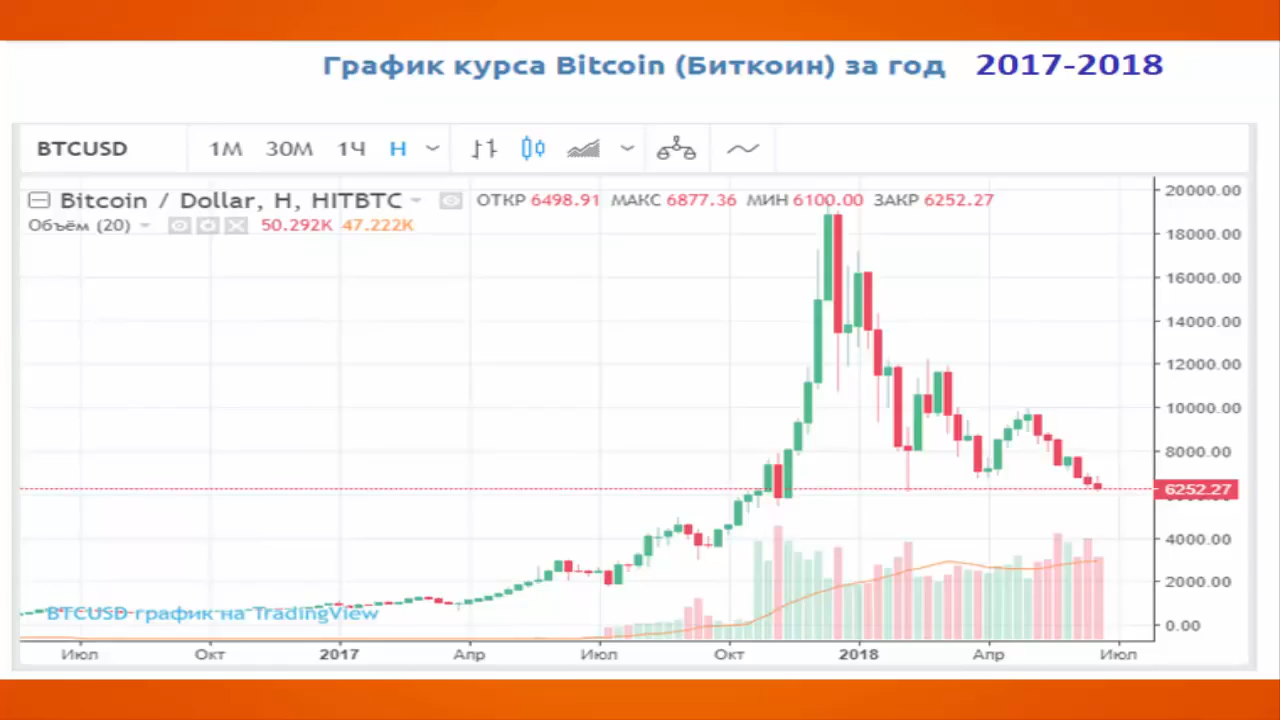 График курса Bitcoin (Биткоин) за год 2017-2018
BTCUSD 1М 30М 1Ч Н
Bitcoin / Dollar, Н, HITBTC ОТКР 6498.91 МАКС 6877.36 МИН 6100.00 ЗАКР 6252.27
Объём (20) 50.292K 47.222K
20000.00
18000.00
16000.00
14000.00
12000.00
10000.00
8000.00
6252.27
4000.00
2000.00
0.00
BTCUSD график на TradingView
Июл Окт 2017 Апр Июл Окт 2018 Апр Июл